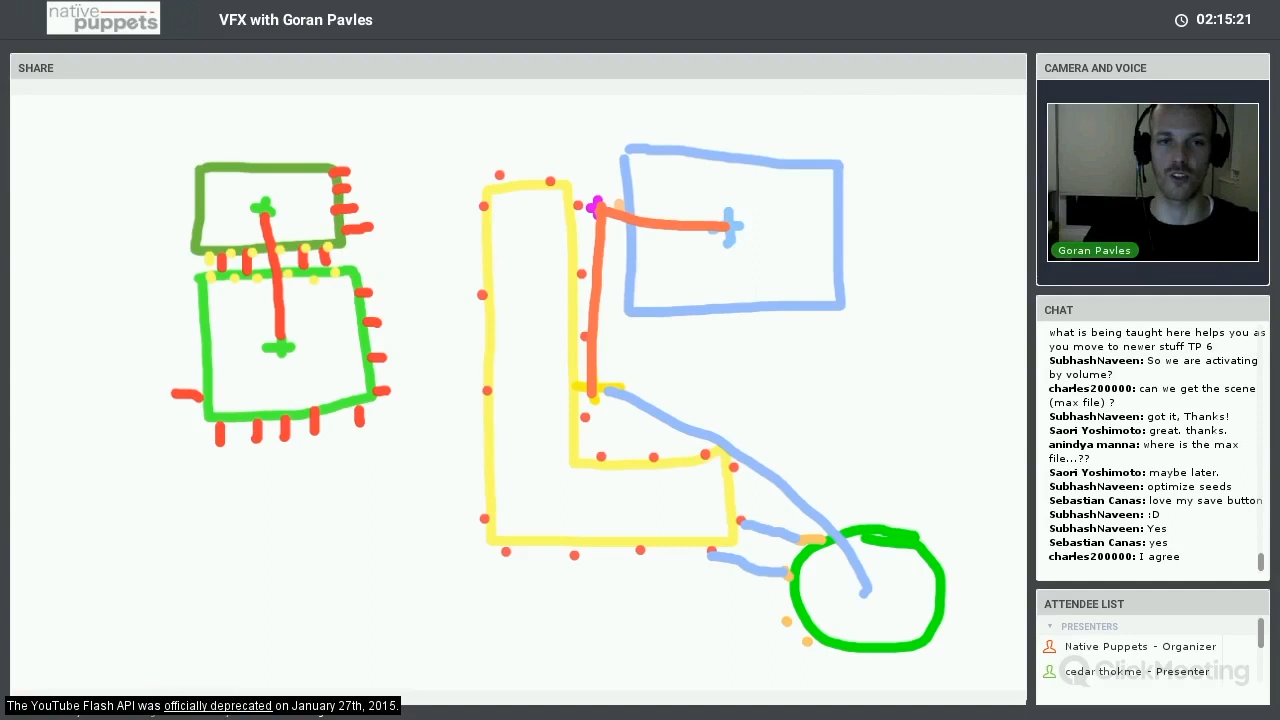 native
puppets
VFX with Goran Pavles
02:15:21
SHARE
CAMERA AND VOICE
Goran Pavles
CHAT
what is being taught here helps you as
you move to newer stuff TP 6
SubhashNaveen: So we are activating
by volume?
charles200000: can we get the scene
(max file) ?
SubhashNaveen: got it, Thanks!
Saori Yoshimoto: great. thanks.
anindya manna: where is the max
file...??
Saori Yoshimoto: maybe later.
SubhashNaveen: optimize seeds
Sebastian Canas: love my save button
SubhashNaveen: :D
SubhashNaveen: Yes
Sebastian Canas: yes
charles200000: I agree
ATTENDEE LIST
PRESENTERS
Native Puppets - Organizer
cedar thokme - Presenter
ClickMeeting
The YouTube Flash API was officially deprecated on January 27th, 2015.